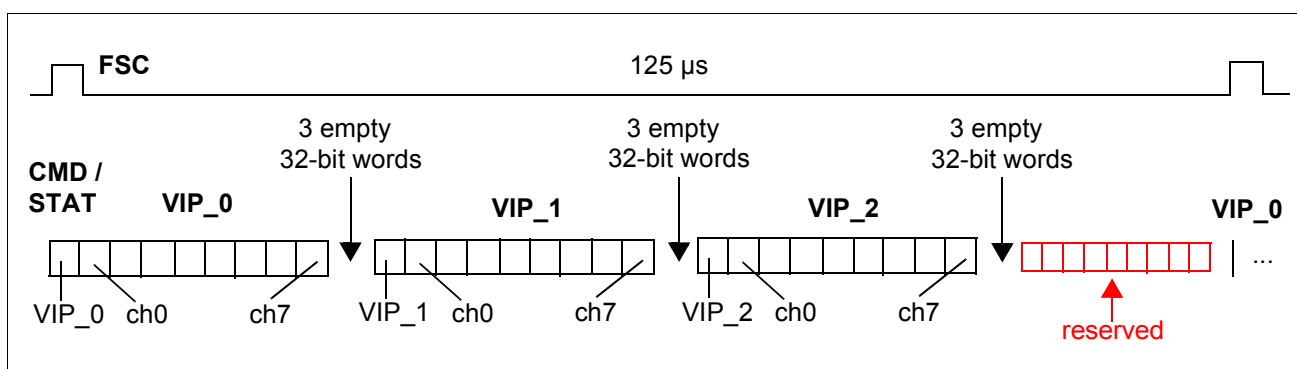 FSC
125 µs
3 empty
32-bit words
3 empty
32-bit words
3 empty
32-bit words
CMD /
STAT
VIP_0
VIP_1
VIP_2
VIP_0
...
VIP_0
ch0
ch7
VIP_1
ch0
ch7
VIP_2
ch0
ch7
reserved